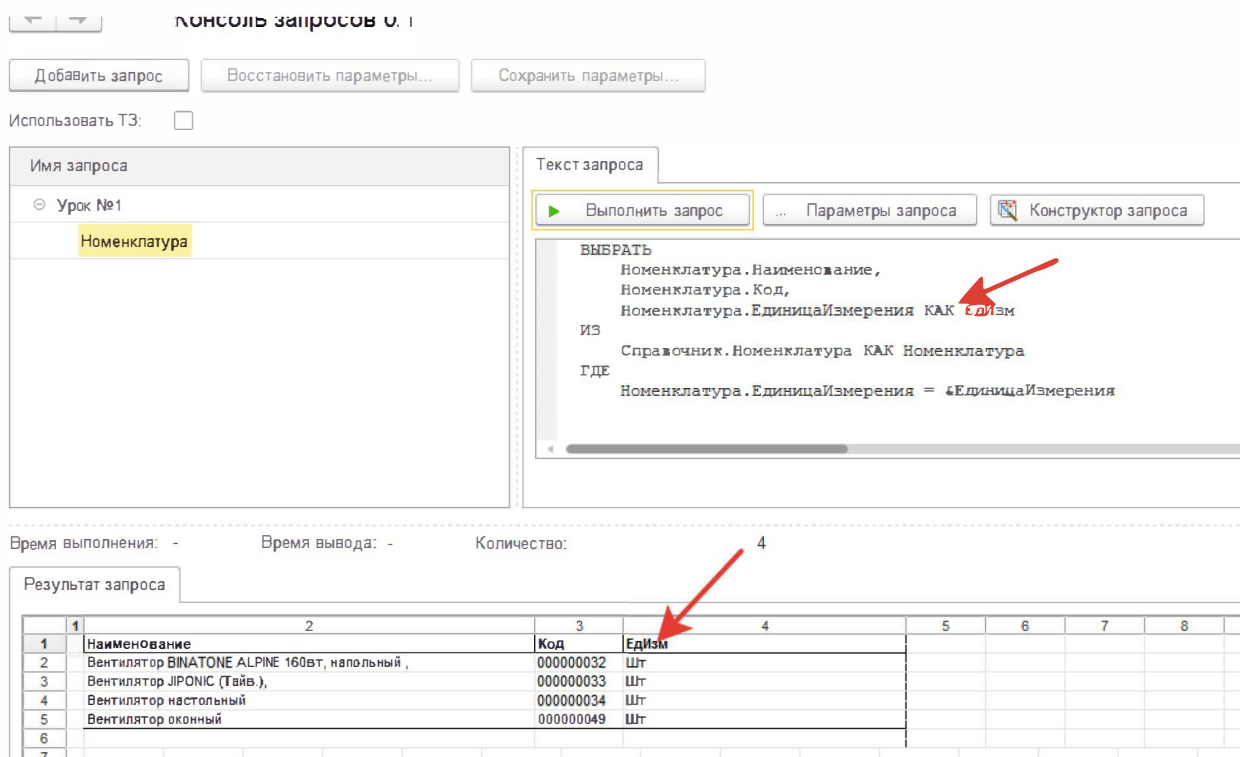 Консоль запросов 0.1
Добавить запрос
Восстановить параметры...
Сохранить параметры...
Использовать ТЗ:
Имя запроса
Урок №1
Номенклатура
Текст запроса
Выполнить запрос
... Параметры запроса
Конструктор запроса
ВЫБРАТЬ
Номенклатура.Наименование,
Номенклатура.Код,
Номенклатура.ЕдиницаИзмерения КАК ЕдИзм
ИЗ
Справочник.Номенклатура КАК Номенклатура
ГДЕ
Номенклатура.ЕдиницаИзмерения = &ЕдиницаИзмерения
Время выполнения: - Время вывода: - Количество: 4
Результат запроса
1 2 3 4 5 6 7 8
1 Наименование Код ЕдИзм
2 Вентилятор BINATONE ALPINE 160вт, напольный , 000000032 Шт
3 Вентилятор JIPONIC (Тайв.), 000000033 Шт
4 Вентилятор настольный 000000034 Шт
5 Вентилятор оконный 000000049 Шт
6
7